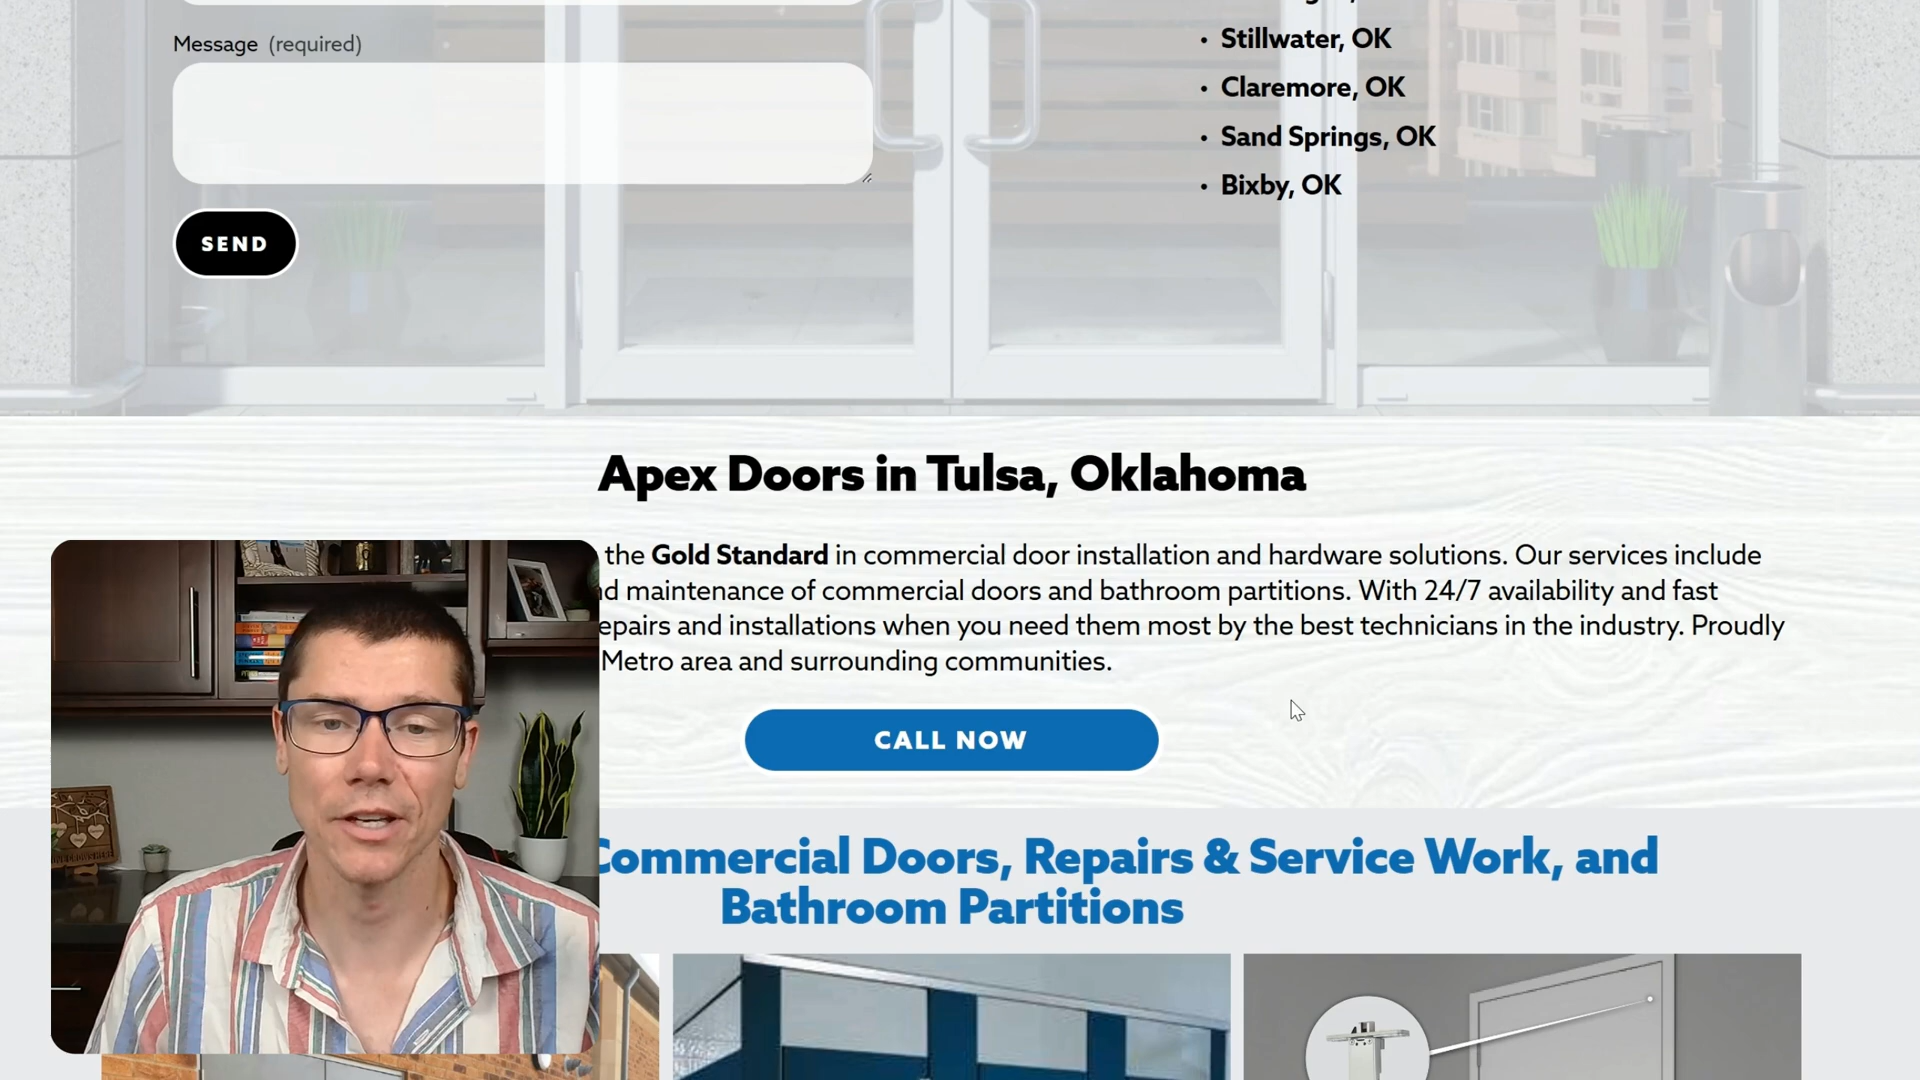 Message (required)
SEND
• Stillwater, OK
• Claremore, OK
• Sand Springs, OK
• Bixby, OK
Apex Doors in Tulsa, Oklahoma
the Gold Standard in commercial door installation and hardware solutions. Our services include
maintenance of commercial doors and bathroom partitions. With 24/7 availability and fast
repairs and installations when you need them most by the best technicians in the industry. Proudly
Metro area and surrounding communities.
CALL NOW
Commercial Doors, Repairs & Service Work, and
Bathroom Partitions